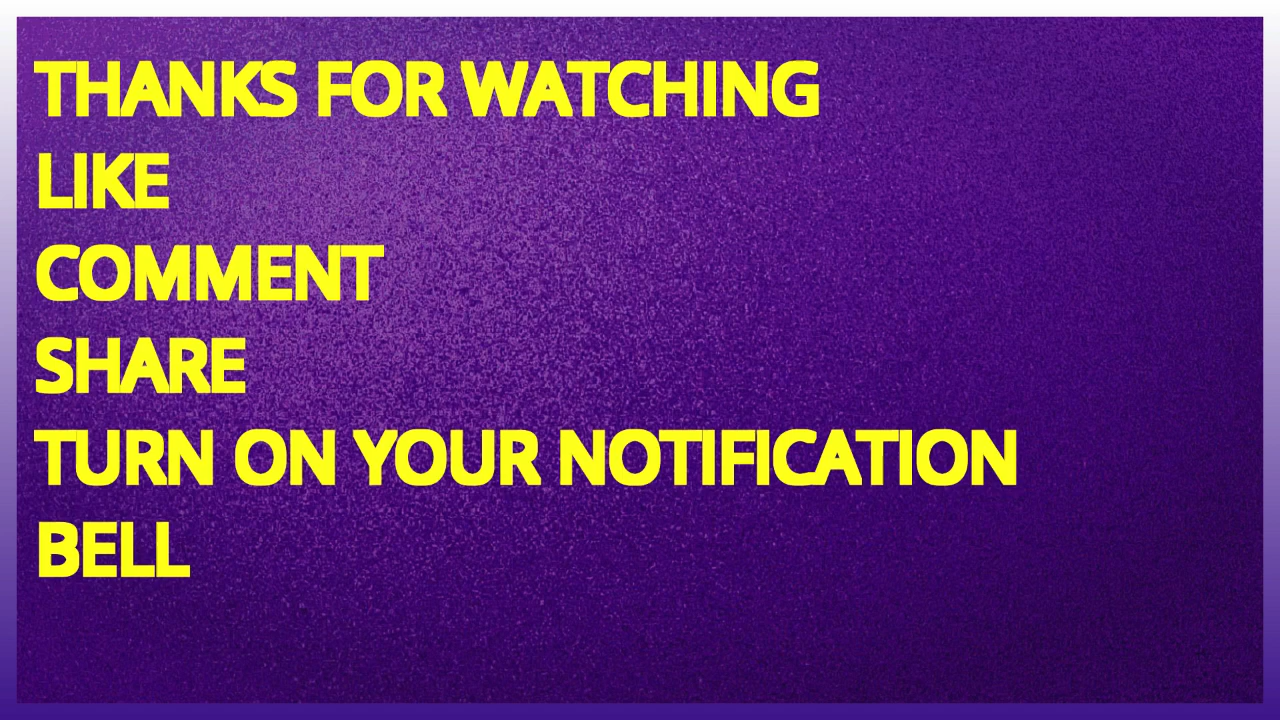 THANKS FOR WATCHING
LIKE
COMMENT
SHARE
TURN ON YOUR NOTIFICATION
BELL